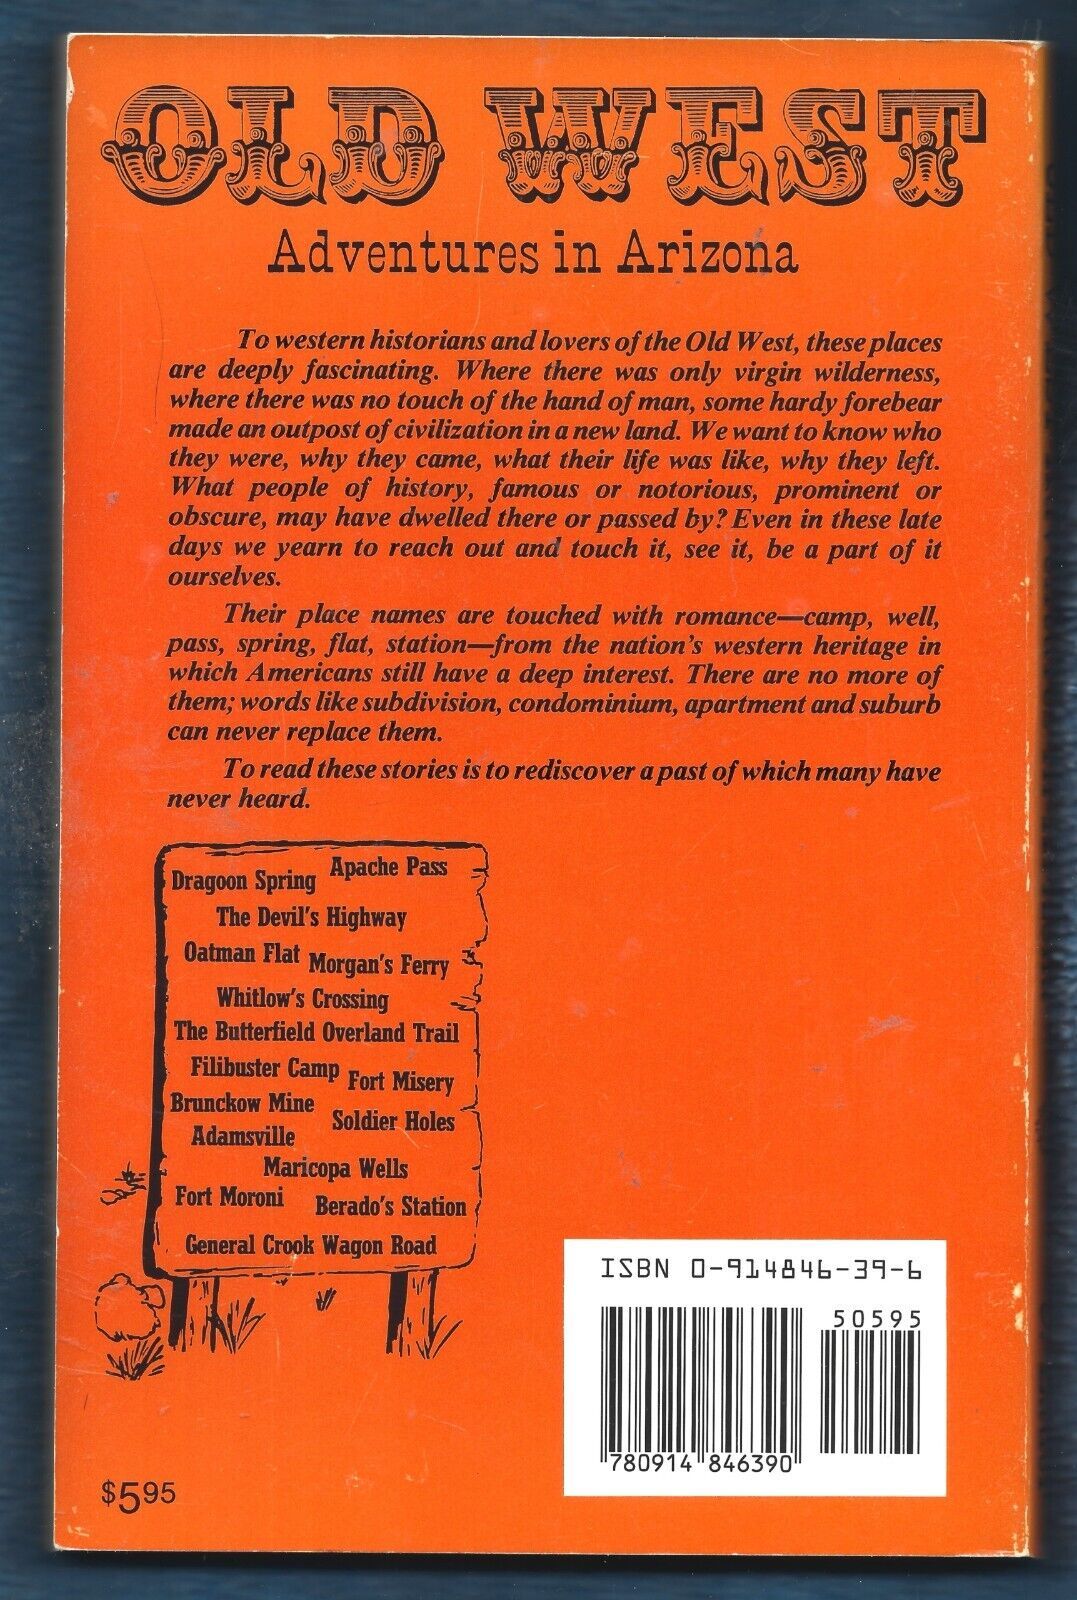 OLD WEST
Adventures in Arizona
To western historians and lovers of the Old West, these places
are deeply fascinating. Where there was only virgin wilderness,
where there was no touch of the hand of man, some hardy forebear
made an outpost of civilization in a new land. We want to know who
they were, why they came, what their life was like, why they left.
What people of history, famous or notorious, prominent or
obscure, may have dwelled there or passed by? Even in these late
days we yearn to reach out and touch it, see it, be a part of it
ourselves.
Their place names are touched with romance—camp, well,
pass, spring, flat, station—from the nation's western heritage in
which Americans still have a deep interest. There are no more of
them; words like subdivision, condominium, apartment and suburb
can never replace them.
To read these stories is to rediscover a past of which many have
never heard.
Dragoon Spring Apache Pass
The Devil's Highway
Oatman Flat Morgan's Ferry
Whitlow's Crossing
The Butterfield Overland Trail
Filibuster Camp Fort Misery
Brunckow Mine Soldier Holes
Adamsville
Maricopa Wells
Fort Moroni Berado's Station
General Crook Wagon Road
ISBN 0-914846-39-6
50595
780914 846390
$5.95